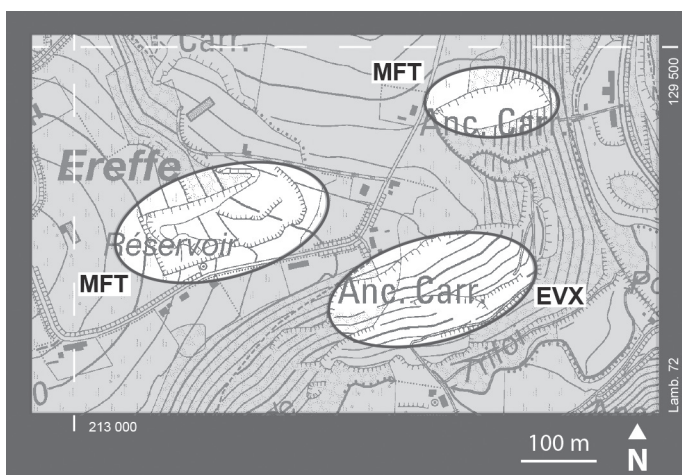 Carr.
MFT
129 500
Anc. Carr
Ereffe
Réservoir
MFT
Anc. Carr.
EVX
Lamb. 72
213 000
100 m
N